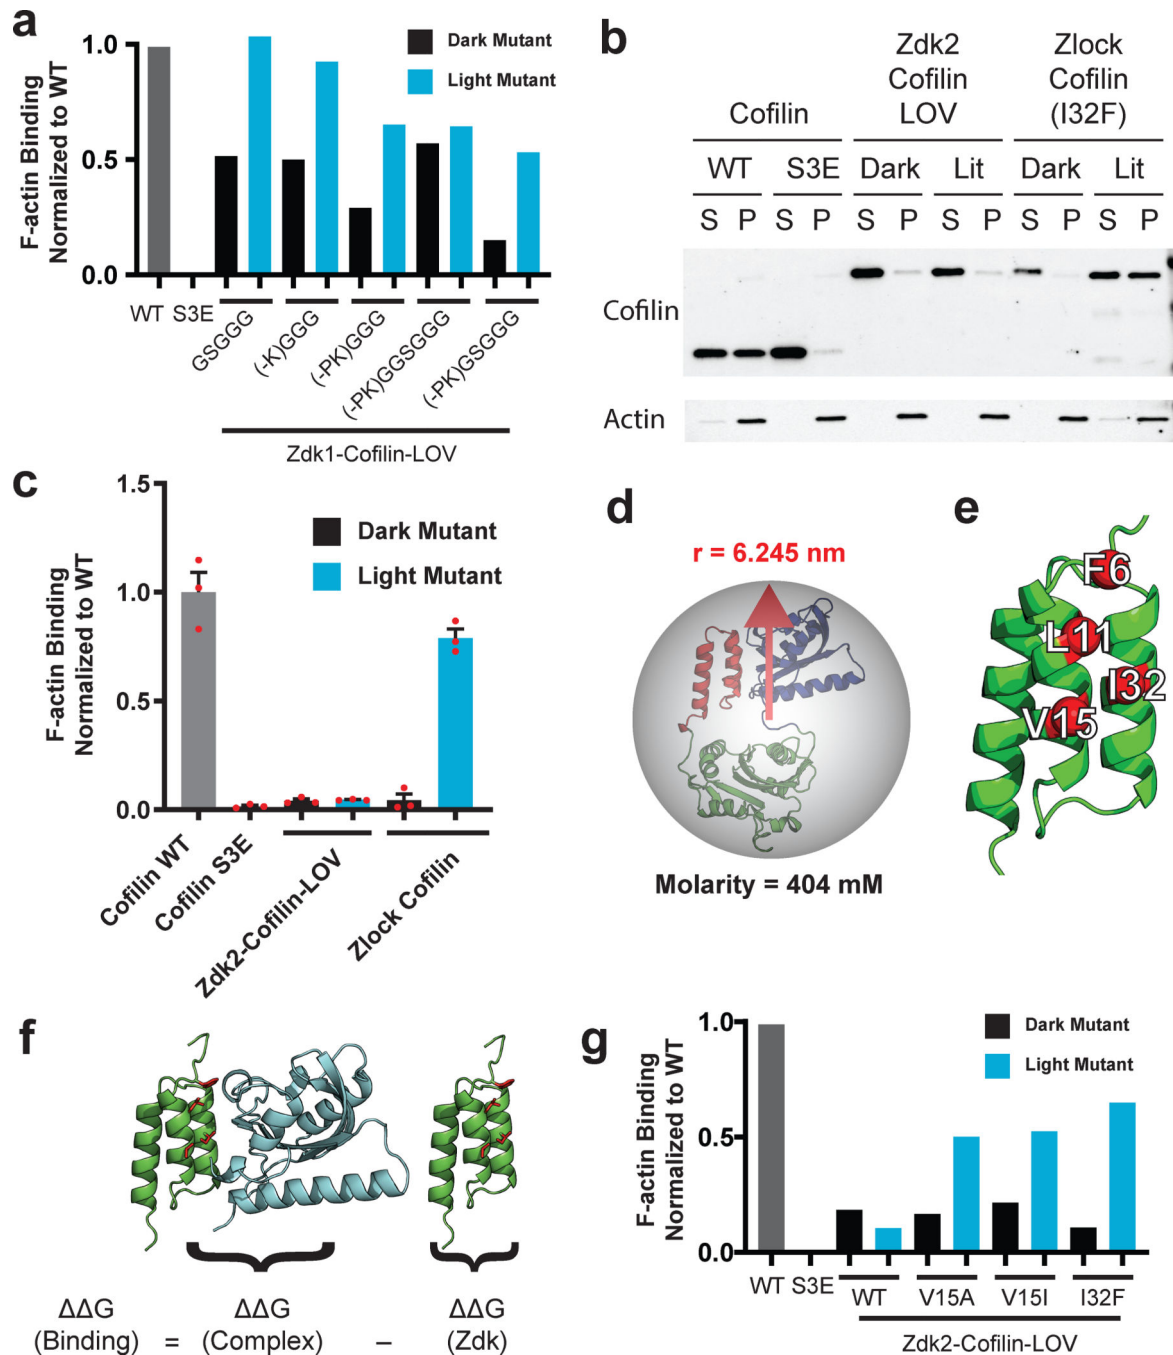 a
F-actin Binding
Normalized to WT
1.0
0.5
0.0
Dark Mutant
Light Mutant
WT S3E
GSGGG
(-K)GGG
(-PK)GGG
(-PK)GGSGGG
(-PK)GSGGG
Zdk1-Cofilin-LOV
b
Cofilin
Zdk2
Cofilin
LOV
Zlock
Cofilin
(I32F)
WT S3E Dark Lit Dark Lit
S P S P S P S P S P S P
Cofilin
Actin
c
F-actin Binding
Normalized to WT
1.5
1.0
0.5
0.0
Dark Mutant
Light Mutant
Cofilin WT
Cofilin S3E
Zdk2-Cofilin-LOV
Zlock Cofilin
d
r = 6.245 nm
Molarity = 404 mM
e
F6
L11
I32
V15
f
ΔΔG ΔΔG ΔΔG
(Binding) = (Complex) – (Zdk)
g
F-actin Binding
Normalized to WT
1.0
0.5
0.0
Dark Mutant
Light Mutant
WT S3E WT V15A V15I I32F
Zdk2-Cofilin-LOV